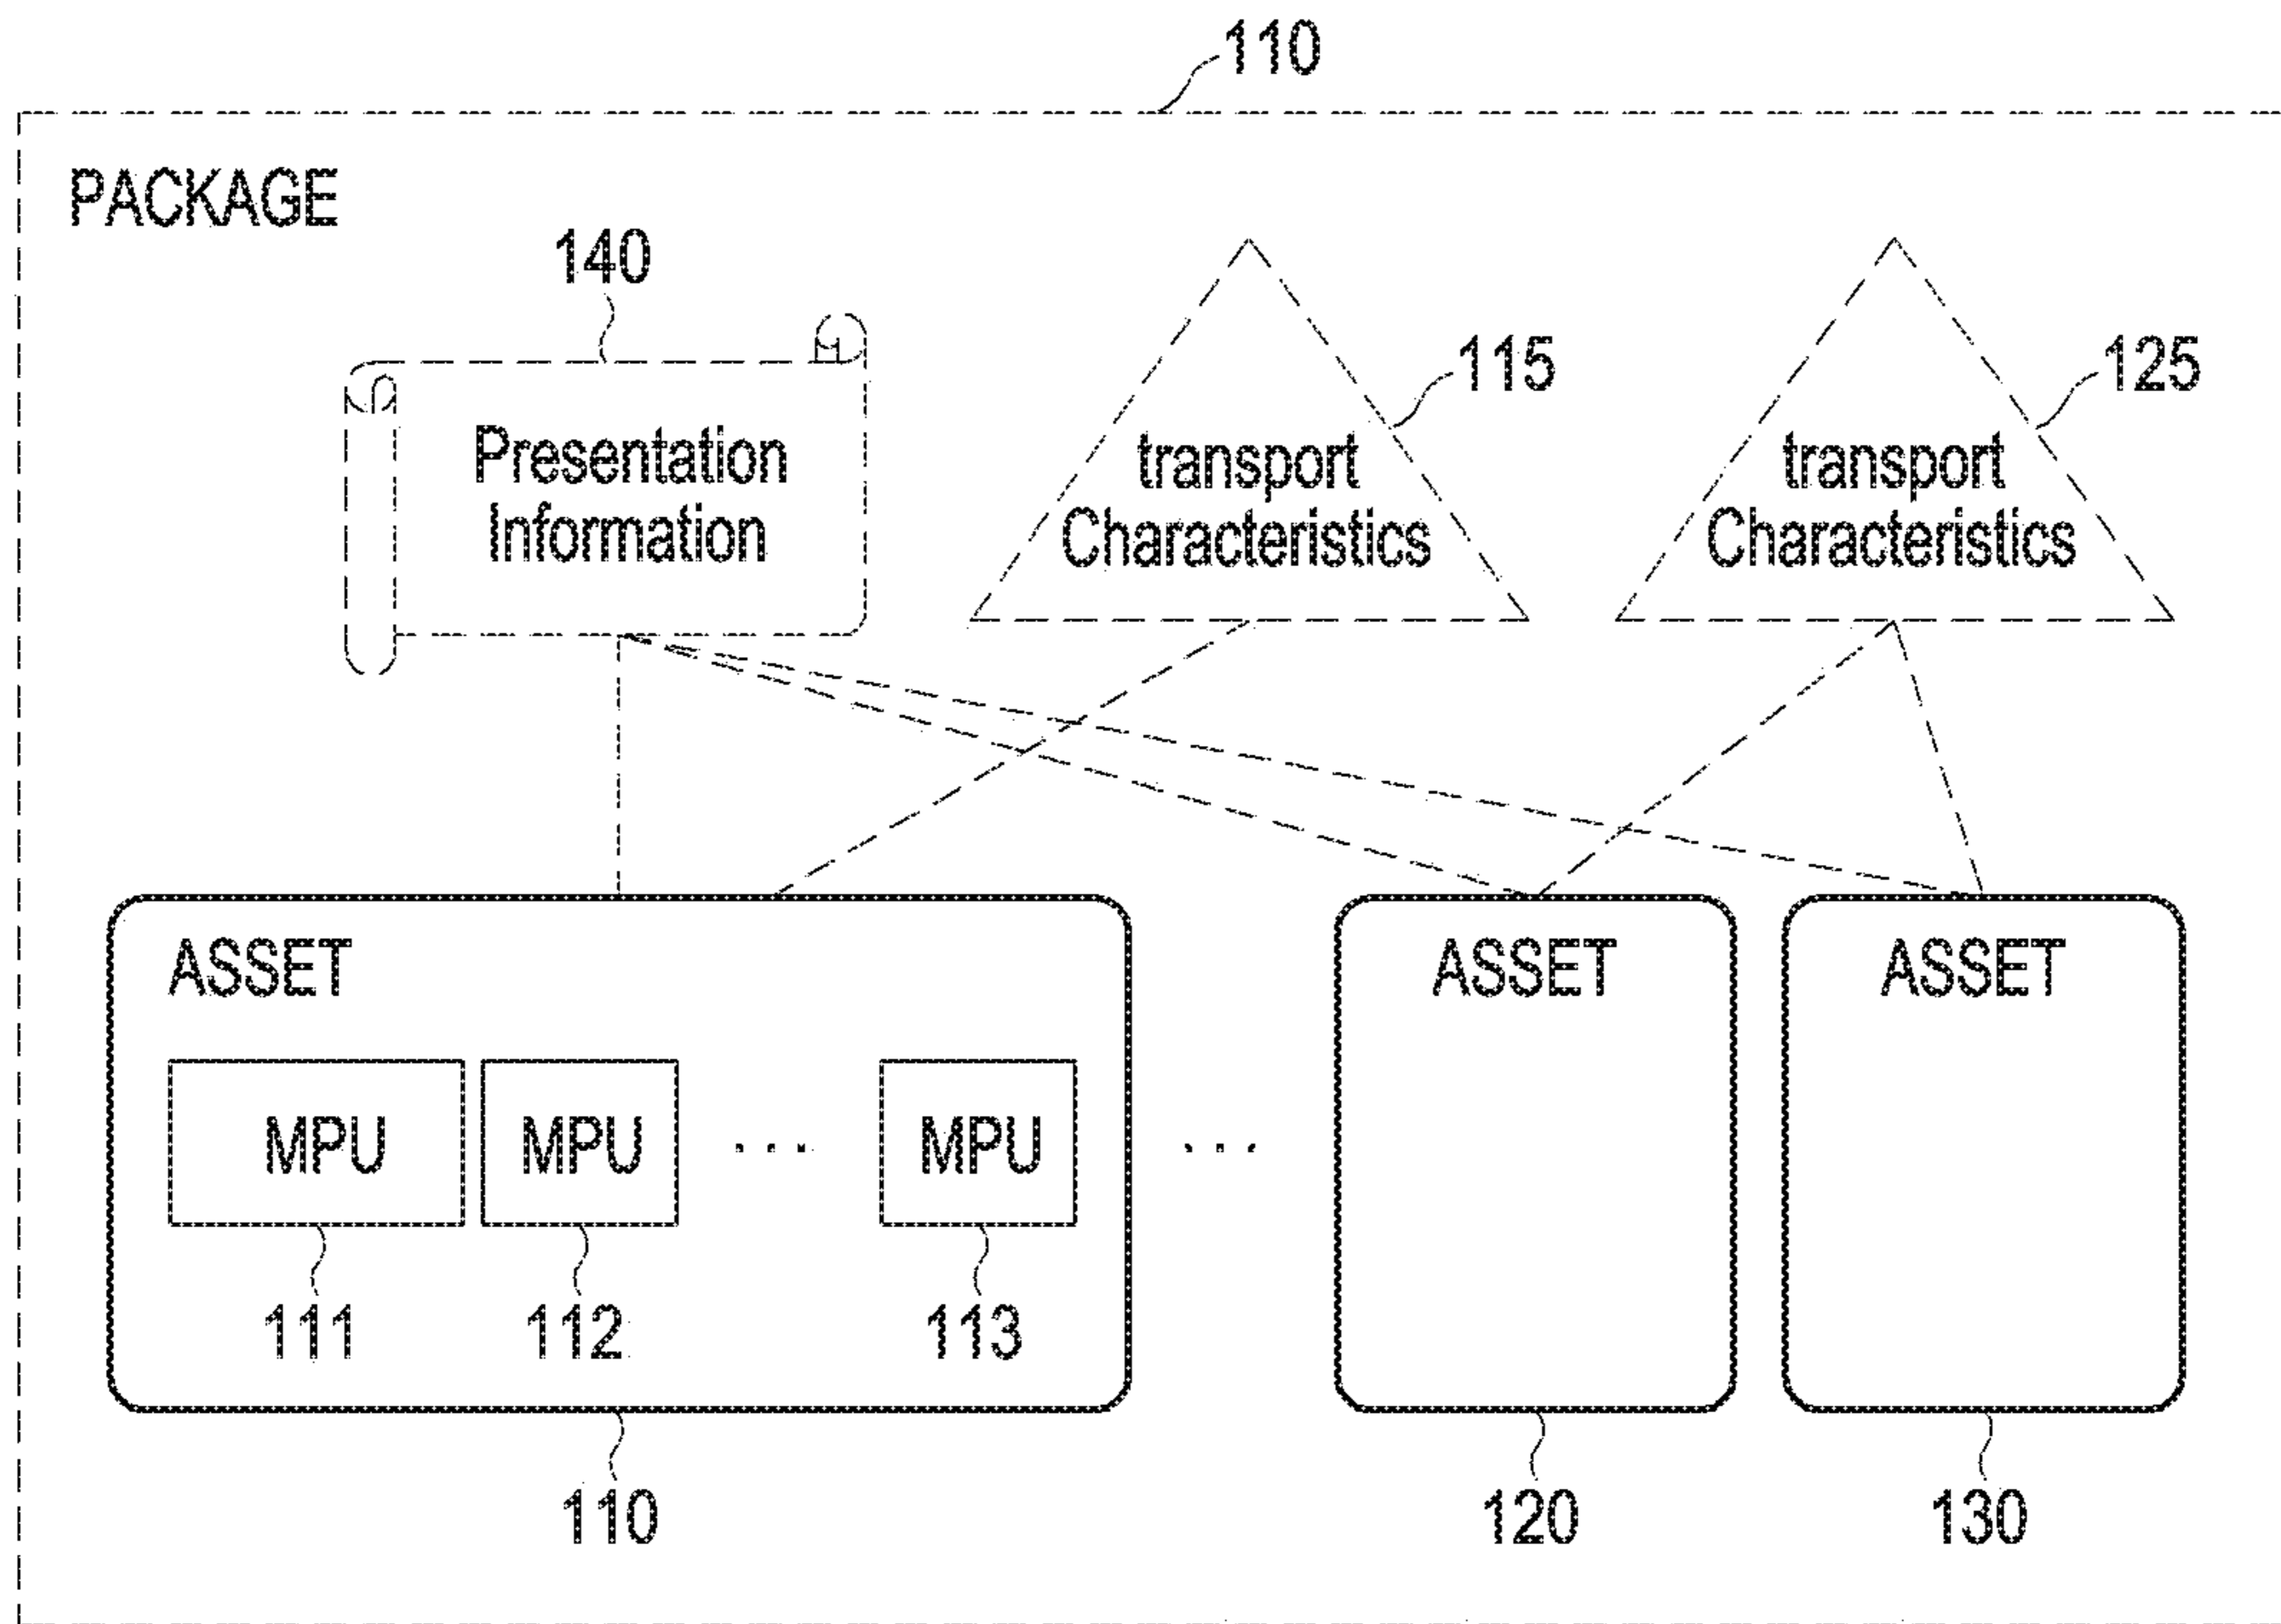 110
PACKAGE
140
115
125
Presentation
Information
transport
Characteristics
transport
Characteristics
ASSET
ASSET
ASSET
MPU
MPU
...
MPU
...
111
112
113
110
120
130